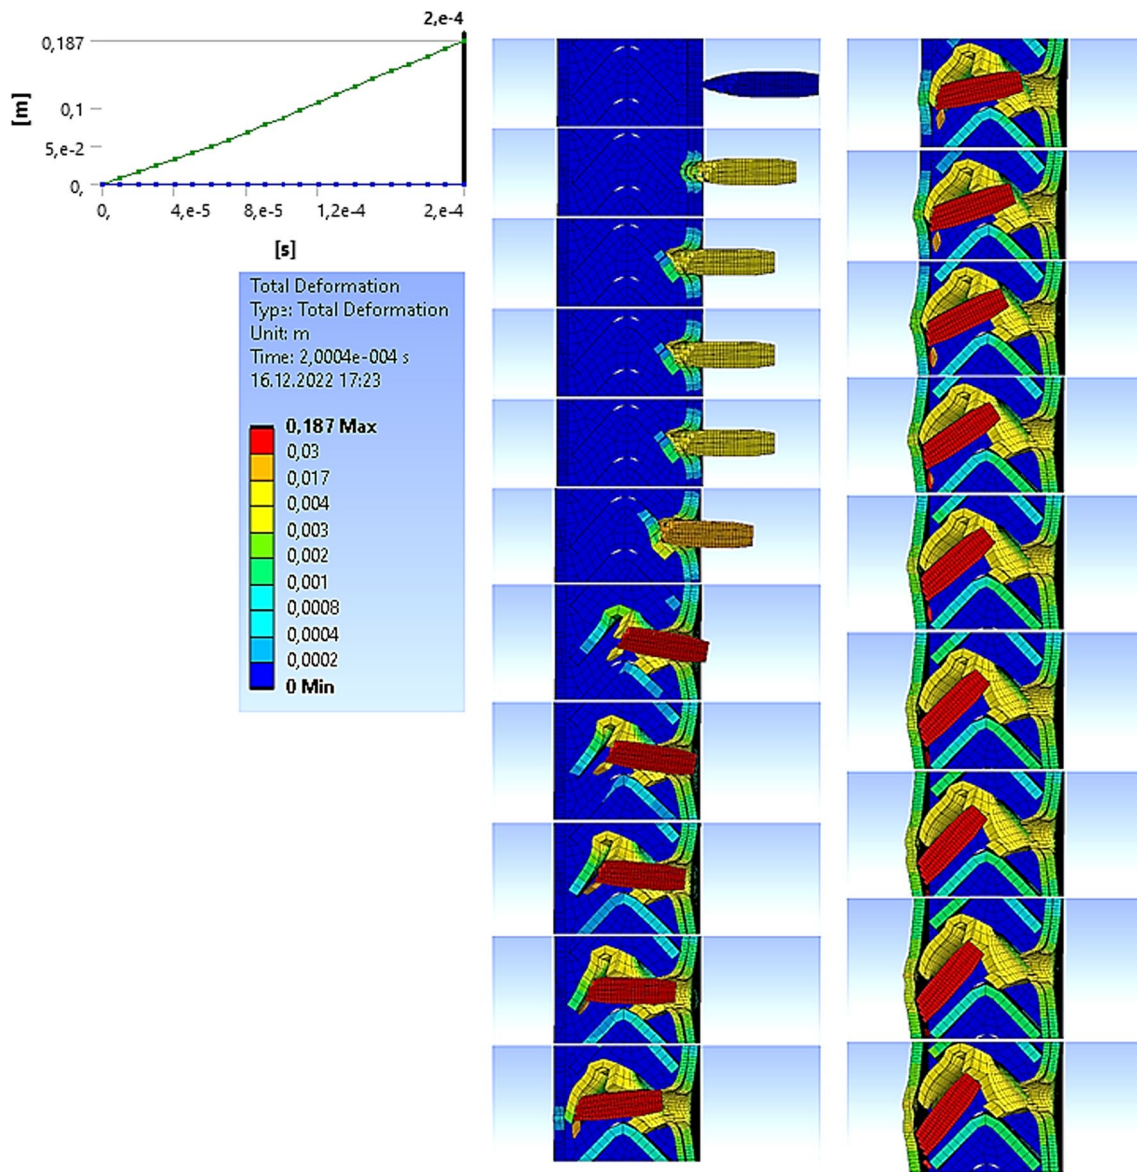 2,e-4
0,187
0,1
[m]
5,e-2
0,
0, 4,e-5 8,e-5 1,2e-4 2,e-4
[s]
Total Deformation
Type: Total Deformation
Unit: m
Time: 2,0004e-004 s
16.12.2022 17:23
0,187 Max
0,03
0,017
0,004
0,003
0,002
0,001
0,0008
0,0004
0,0002
0 Min